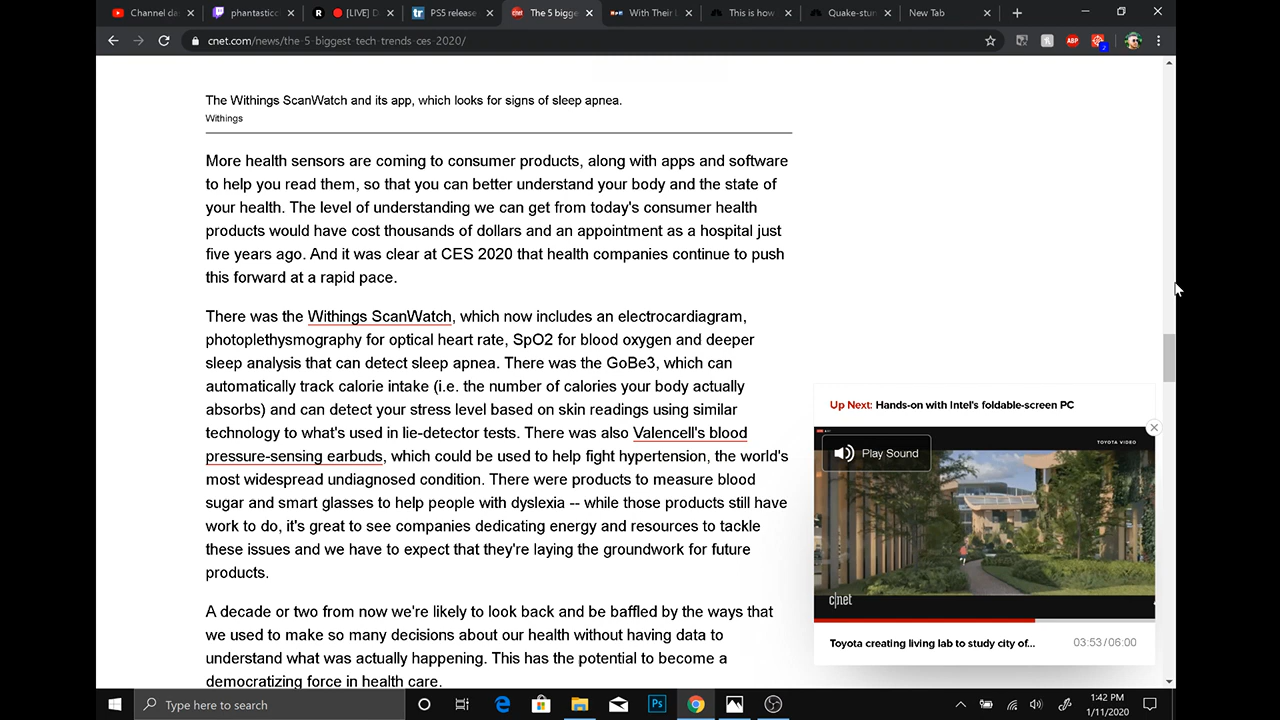 Channel da
phantasticc
[LIVE] D
PS5 release
The 5 bigge
With Their I
This is how
Quake-stun
New Tab
cnet.com/news/the-5-biggest-tech-trends-ces-2020/
The Withings ScanWatch and its app, which looks for signs of sleep apnea.
Withings
More health sensors are coming to consumer products, along with apps and software
to help you read them, so that you can better understand your body and the state of
your health. The level of understanding we can get from today's consumer health
products would have cost thousands of dollars and an appointment as a hospital just
five years ago. And it was clear at CES 2020 that health companies continue to push
this forward at a rapid pace.
There was the Withings ScanWatch, which now includes an electrocardiagram,
photoplethysmography for optical heart rate, SpO2 for blood oxygen and deeper
sleep analysis that can detect sleep apnea. There was the GoBe3, which can
automatically track calorie intake (i.e. the number of calories your body actually
absorbs) and can detect your stress level based on skin readings using similar
technology to what's used in lie-detector tests. There was also Valencell's blood
pressure-sensing earbuds, which could be used to help fight hypertension, the world's
most widespread undiagnosed condition. There were products to measure blood
sugar and smart glasses to help people with dyslexia -- while those products still have
work to do, it's great to see companies dedicating energy and resources to tackle
these issues and we have to expect that they're laying the groundwork for future
products.
A decade or two from now we're likely to look back and be baffled by the ways that
we used to make so many decisions about our health without having data to
understand what was actually happening. This has the potential to become a
democratizing force in health care.
Up Next: Hands-on with Intel's foldable-screen PC
TOYOTA VIDEO
Play Sound
c|net
Toyota creating living lab to study city of...
03:53/06:00
Type here to search
Ps
1:42 PM
1/11/2020